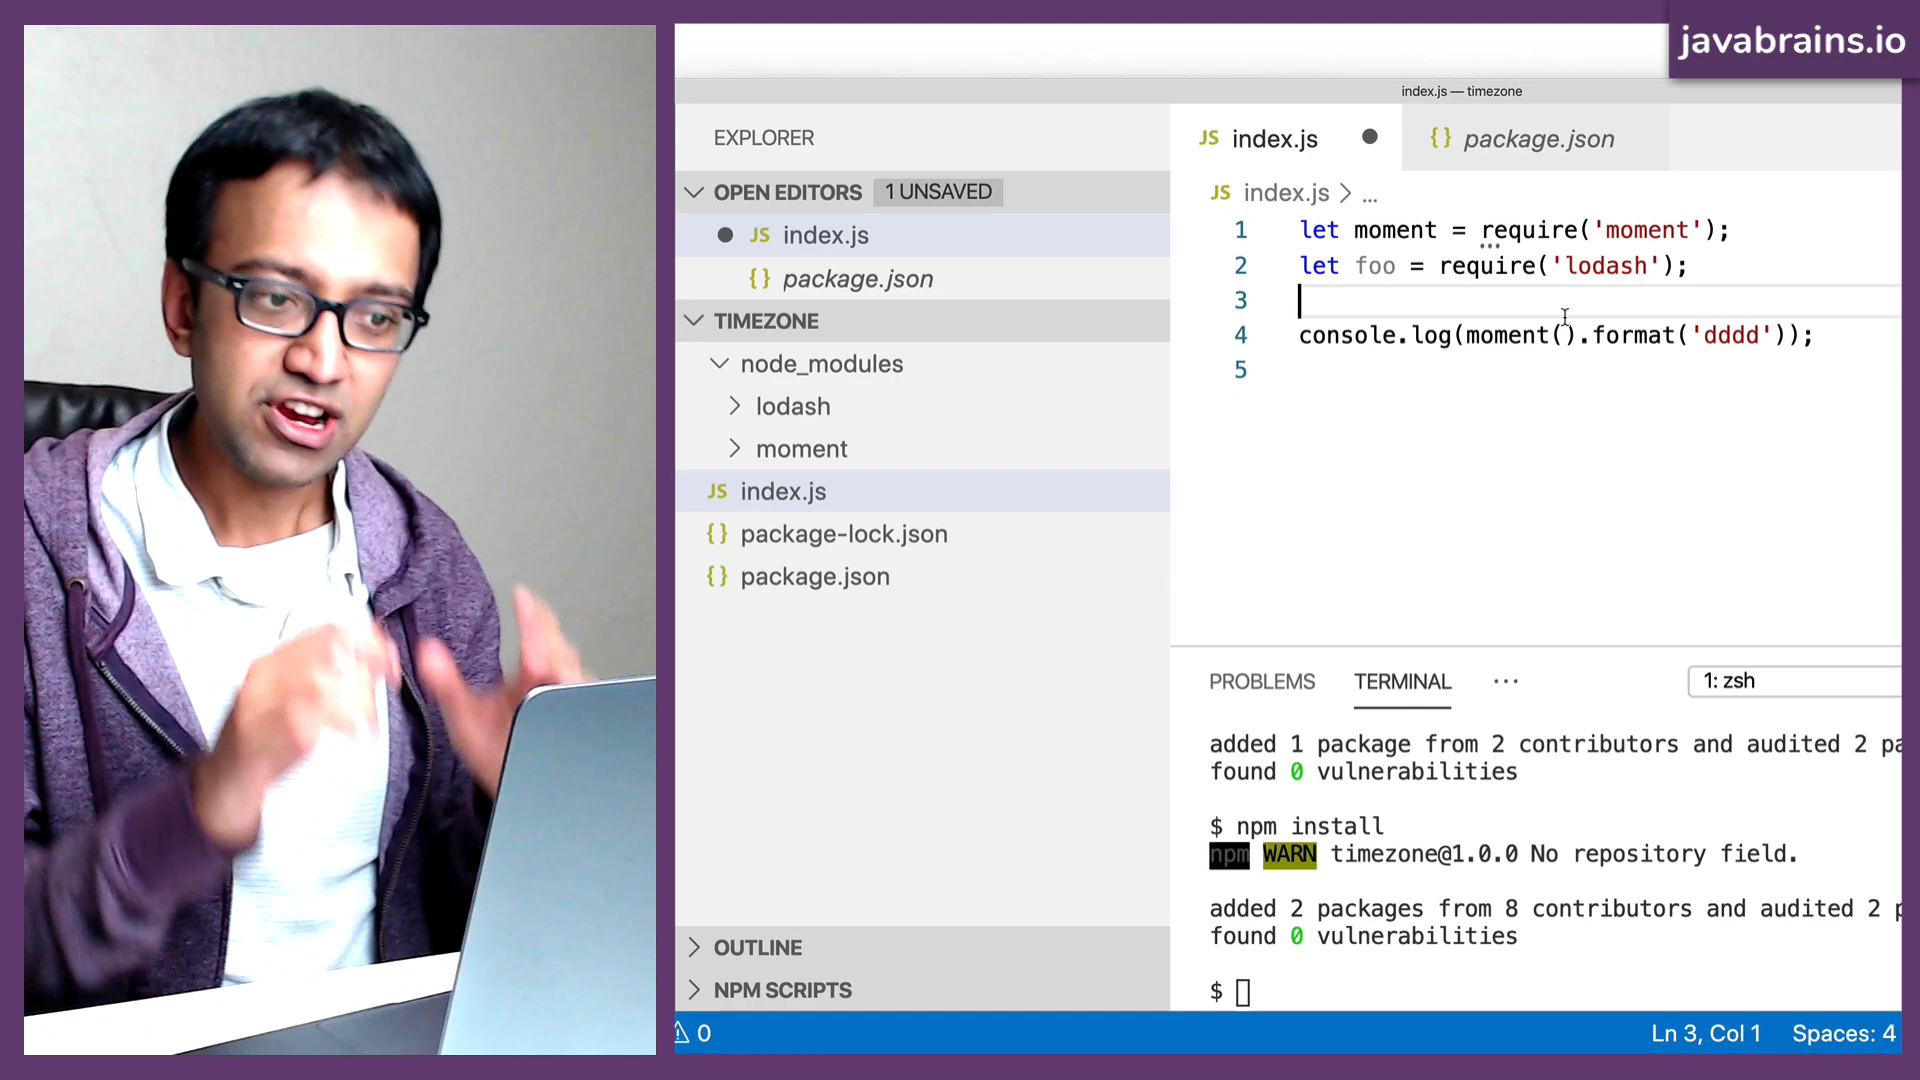 javabrains.io
index.js — timezone
EXPLORER
OPEN EDITORS 1 UNSAVED
JS index.js
{} package.json
TIMEZONE
node_modules
lodash
moment
JS index.js
{} package-lock.json
{} package.json
OUTLINE
NPM SCRIPTS
JS index.js
{} package.json
JS index.js > ...
1 let moment = require('moment');
2 let foo = require('lodash');
3
4 console.log(moment().format('dddd'));
5
PROBLEMS TERMINAL ... 1: zsh
added 1 package from 2 contributors and audited 2 pa
found 0 vulnerabilities
$ npm install
npm WARN timezone@1.0.0 No repository field.
added 2 packages from 8 contributors and audited 2 p
found 0 vulnerabilities
$
0 Ln 3, Col 1 Spaces: 4